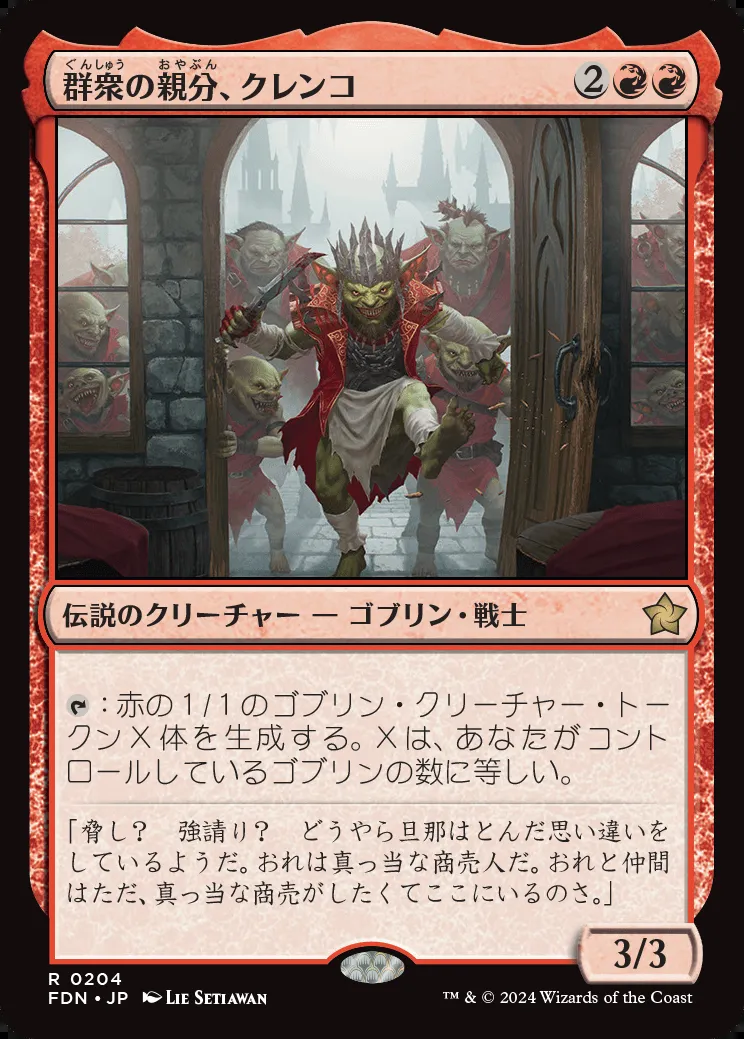 ぐんしゅう おやぶん
群衆の親分、クレンコ 2
伝説のクリーチャー — ゴブリン・戦士
：赤の1/1のゴブリン・クリーチャー・トー
クンX体を生成する。Xは、あなたがコント
ロールしているゴブリンの数に等しい。
「脅し？　強請り？　どうやら旦那はとんだ思い違いを
しているようだ。おれは真っ当な商売人だ。おれと仲間
はただ、真っ当な商売がしたくてここにいるのさ。」
3/3
R 0204
FDN • JP Lie Setiawan
™ & © 2024 Wizards of the Coast